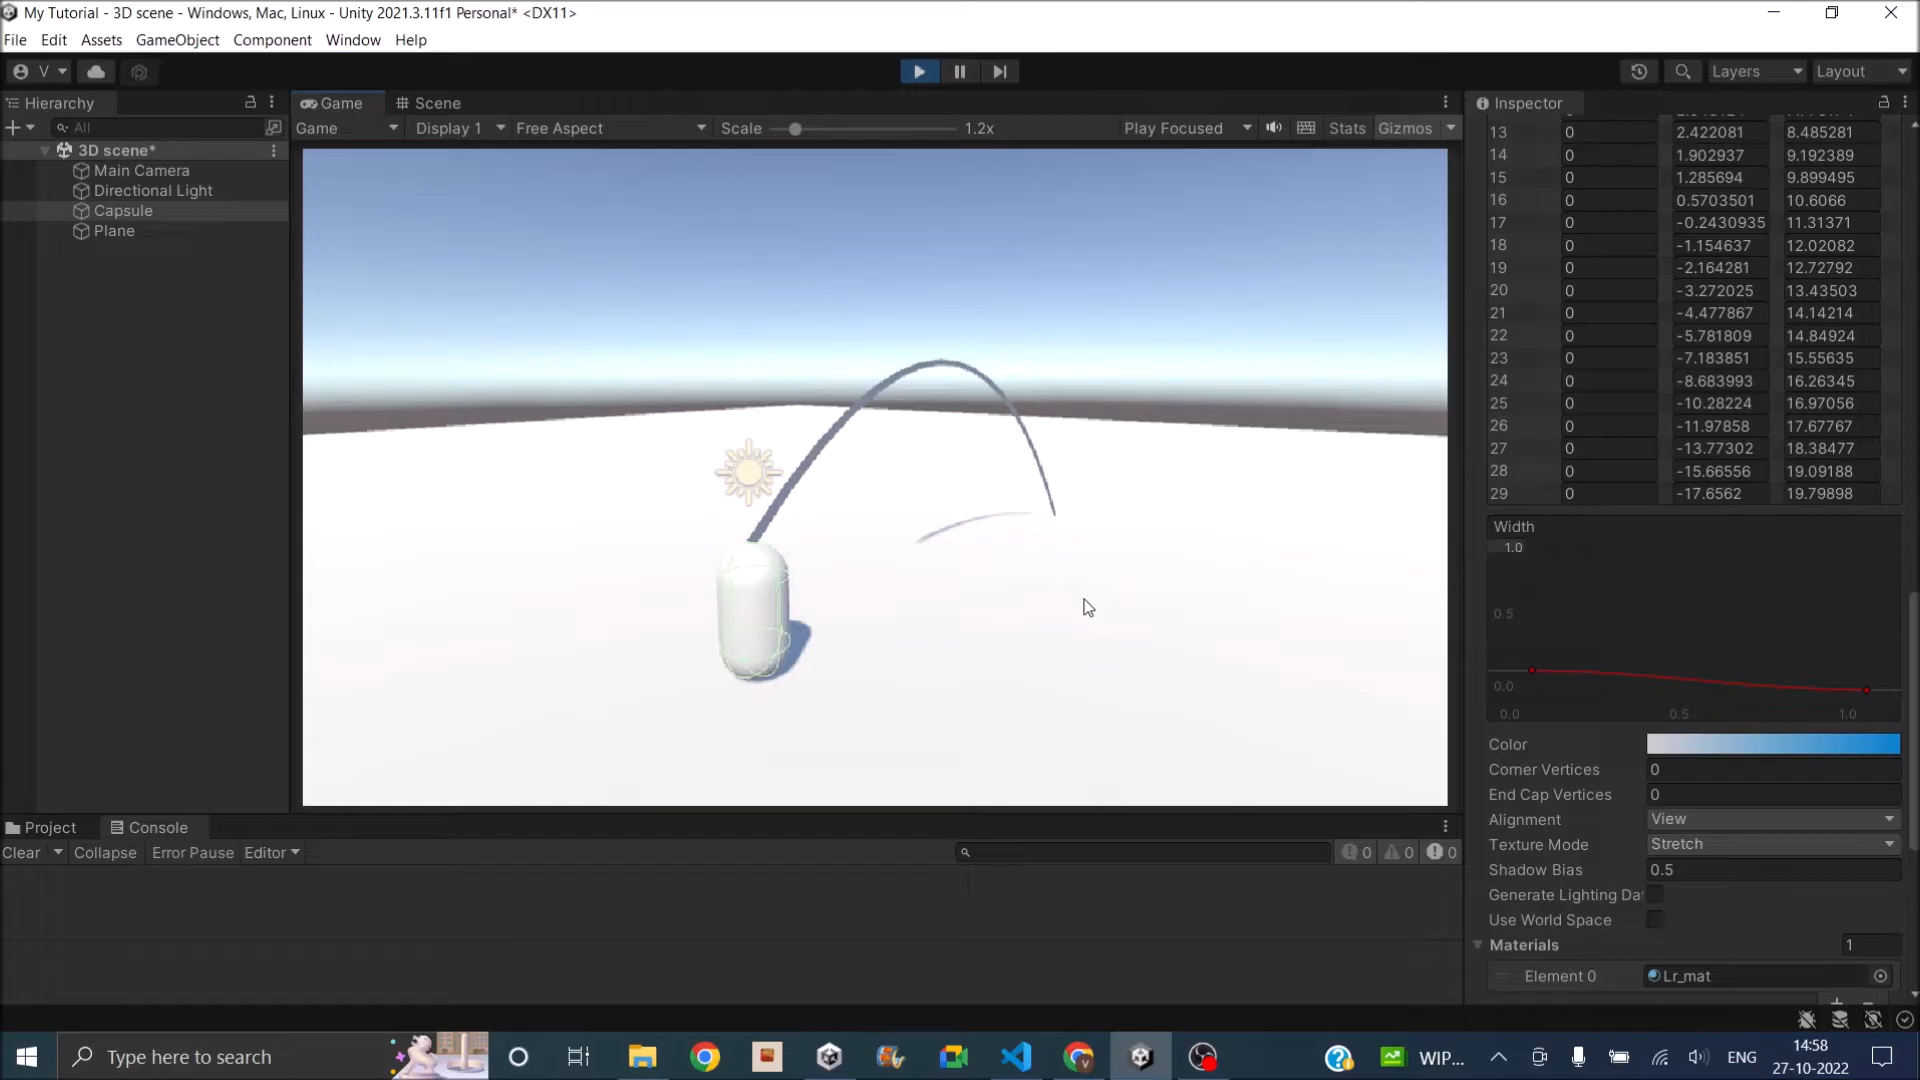 My Tutorial - 3D scene - Windows, Mac, Linux - Unity 2021.3.11f1 Personal* <DX11>
File Edit Assets GameObject Component Window Help
V Layers Layout
Hierarchy Game Scene Inspector
All Game Display 1 Free Aspect Scale 1.2x Play Focused Stats Gizmos
3D scene*
Main Camera
Directional Light
Capsule
Plane
13 0 2.422081 8.485281
14 0 1.902937 9.192389
15 0 1.285694 9.899495
16 0 0.5703501 10.6066
17 0 -0.2430935 11.31371
18 0 -1.154637 12.02082
19 0 -2.164281 12.72792
20 0 -3.272025 13.43503
21 0 -4.477867 14.14214
22 0 -5.781809 14.84924
23 0 -7.183851 15.55635
24 0 -8.683993 16.26345
25 0 -10.28224 16.97056
26 0 -11.97858 17.67767
27 0 -13.77302 18.38477
28 0 -15.66556 19.09188
29 0 -17.6562 19.79898
Width
1.0
0.5
0.0
0.0 0.5 1.0
Color
Corner Vertices 0
End Cap Vertices 0
Alignment View
Texture Mode Stretch
Shadow Bias 0.5
Generate Lighting Dat
Use World Space
Materials 1
Element 0 Lr_mat
Project Console
Clear Collapse Error Pause Editor 0 0 0
Type here to search
WIP... ENG
14:58
27-10-2022